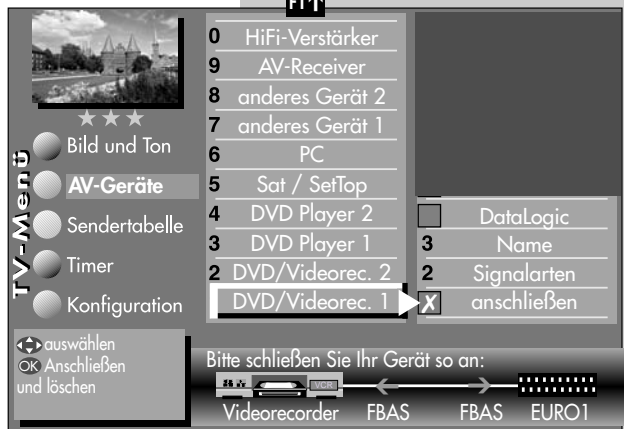 TV-Menü
Bild und Ton
AV-Geräte
Sendertabelle
Timer
Konfiguration
0 HiFi-Verstärker
9 AV-Receiver
8 anderes Gerät 2
7 anderes Gerät 1
6 PC
5 Sat / SetTop
4 DVD Player 2
3 DVD Player 1
2 DVD/Videorec. 2
DVD/Videorec. 1
DataLogic
3 Name
2 Signalarten
X anschließen
auswählen
OK Anschließen
und löschen
Bitte schließen Sie Ihr Gerät so an:
VCR
Videorecorder FBAS FBAS EURO1